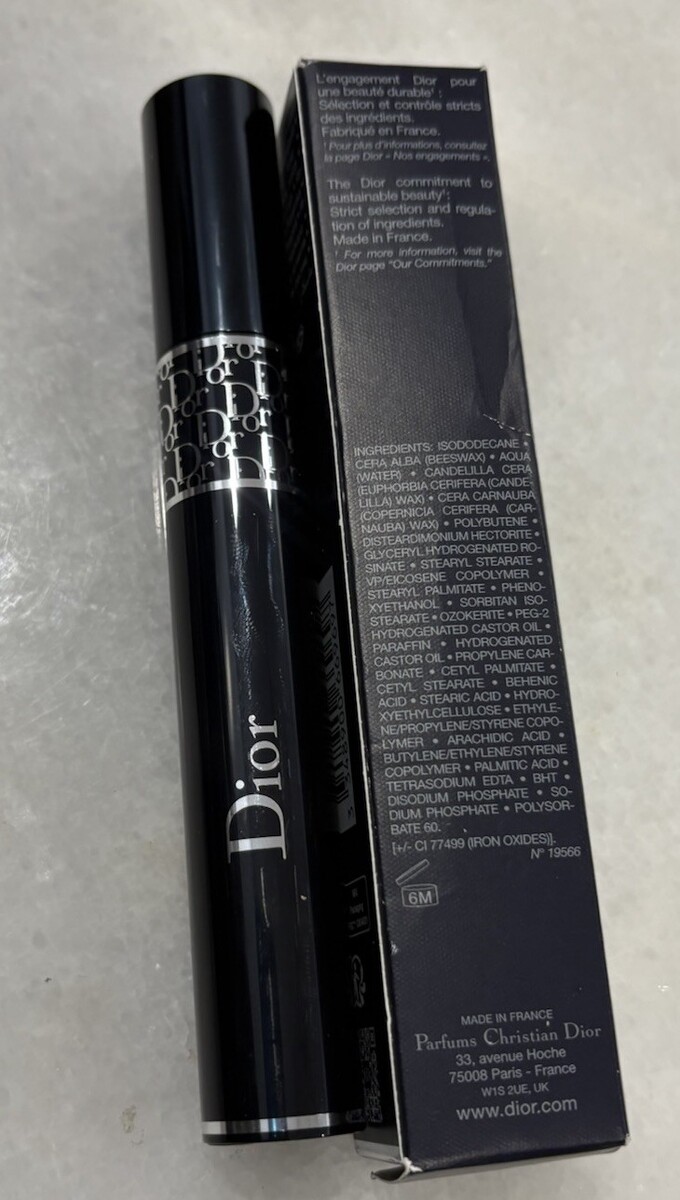 Dior
L'engagement Dior pour
une beauté durable¹ :
Sélection et contrôle stricts
des ingrédients.
Fabriqué en France.
¹ Pour plus d'informations, consultez
la page Dior « Nos engagements ».
The Dior commitment to
sustainable beauty¹:
Strict selection and regula-
tion of ingredients.
Made in France.
¹ For more information, visit the
Dior page "Our Commitments."
INGREDIENTS: ISODODECANE •
CERA ALBA (BEESWAX) • AQUA
(WATER) • CANDELILLA CERA
(EUPHORBIA CERIFERA (CANDE-
LILLA) WAX) • CERA CARNAUBA
(COPERNICIA CERIFERA (CAR-
NAUBA) WAX) • POLYBUTENE •
DISTEARDIMONIUM HECTORITE •
GLYCERYL HYDROGENATED RO-
SINATE • STEARYL STEARATE •
VP/EICOSENE COPOLYMER •
STEARYL PALMITATE • PHENO-
XYETHANOL • SORBITAN ISO-
STEARATE • OZOKERITE • PEG-2
HYDROGENATED CASTOR OIL •
PARAFFIN • HYDROGENATED
CASTOR OIL • PROPYLENE CAR-
BONATE • CETYL PALMITATE •
CETYL STEARATE • BEHENIC
ACID • STEARIC ACID • HYDRO-
XYETHYLCELLULOSE • ETHYLE-
NE/PROPYLENE/STYRENE COPO-
LYMER • ARACHIDIC ACID •
BUTYLENE/ETHYLENE/STYRENE
COPOLYMER • PALMITIC ACID •
TETRASODIUM EDTA • BHT •
DISODIUM PHOSPHATE • SO-
DIUM PHOSPHATE • POLYSOR-
BATE 60.
[+/- CI 77499 (IRON OXIDES)].
N° 19566
6M
MADE IN FRANCE
Parfums Christian Dior
33, avenue Hoche
75008 Paris - France
W1S 2UE, UK
www.dior.com